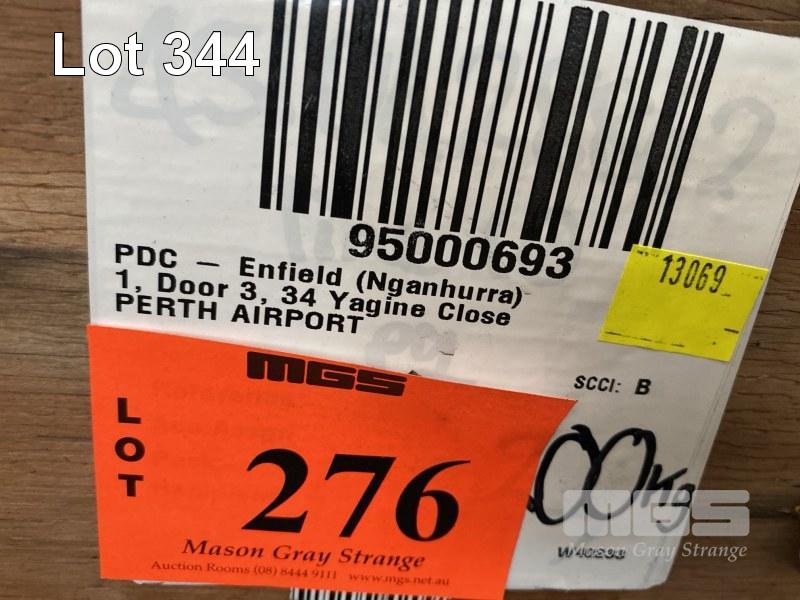 Lot 344
95000693
PDC – Enfield (Nganhurra)
1, Door 3, 34 Yagine Close
PERTH AIRPORT
13069
SCCI: B
MGS
LOT
276
Mason Gray Strange
Auction Rooms (08) 8444 9111 www.mgs.net.au
00Kg
MGS
Mason Gray Strange